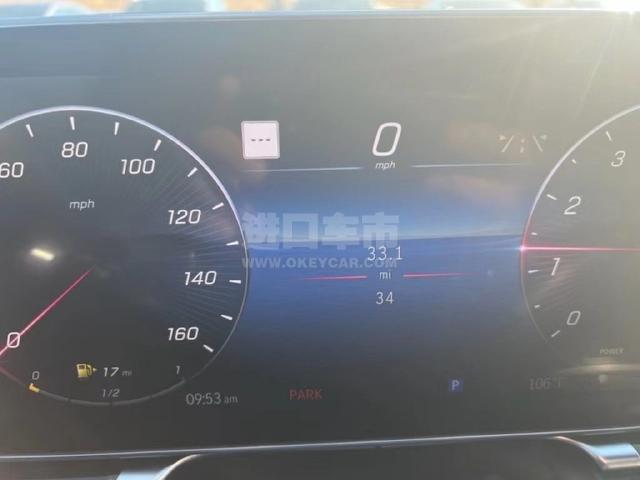 60 80 100 120 140 160 0
mph
--- 0
mph
进口车市
WWW.OKEYCAR.COM
33.1
mi
34
3
2
1
0
POWER
0 17 mi 1
1/2
09:53 am PARK P 106°F